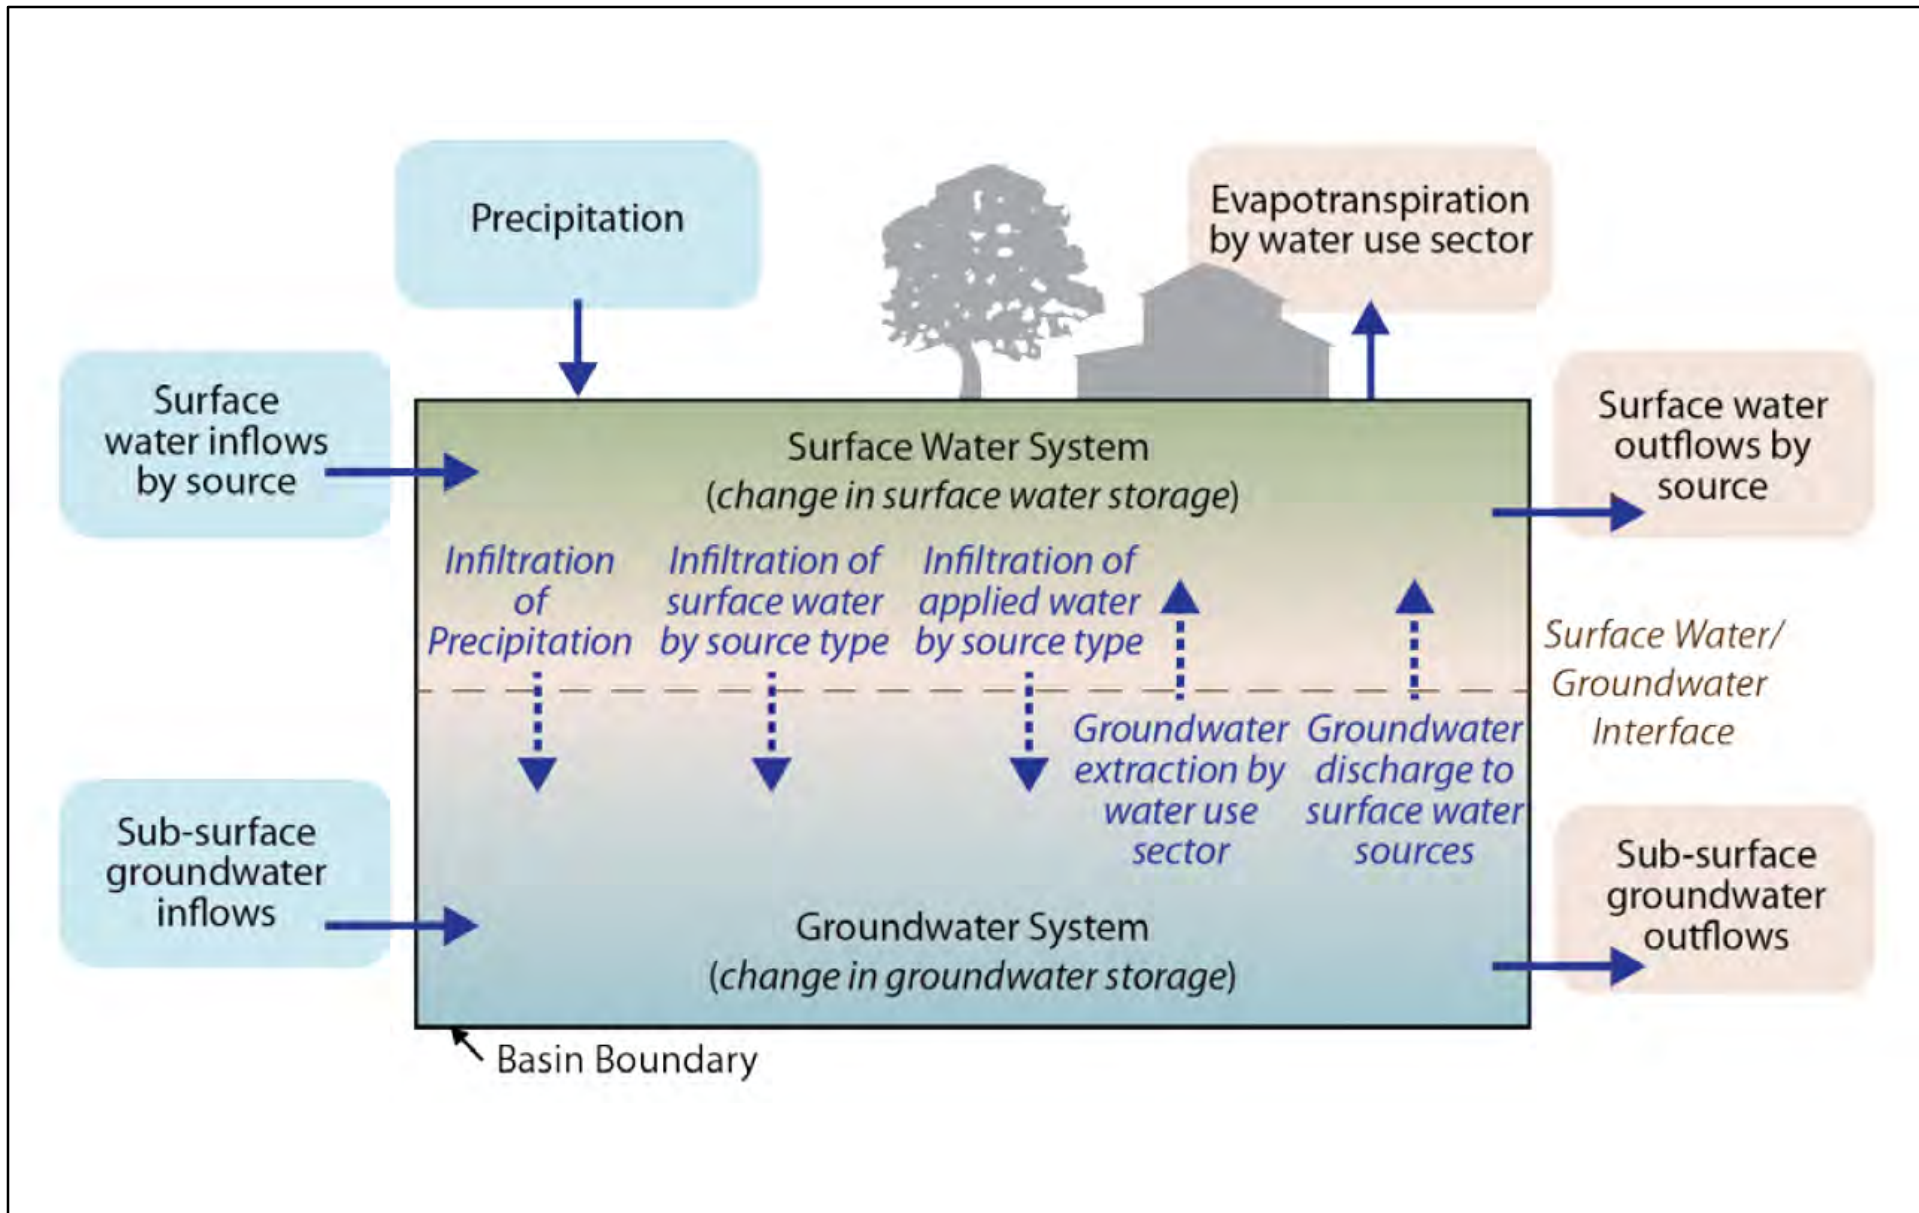 Precipitation
Evapotranspiration
by water use sector
Surface
water inflows
by source
Surface water
outflows by
source
Surface Water System
(change in surface water storage)
Infiltration
of
Precipitation
Infiltration of
surface water
by source type
Infiltration of
applied water
by source type
Surface Water/
Groundwater
Interface
Groundwater
extraction by
water use
sector
Groundwater
discharge to
surface water
sources
Sub-surface
groundwater
inflows
Sub-surface
groundwater
outflows
Groundwater System
(change in groundwater storage)
Basin Boundary